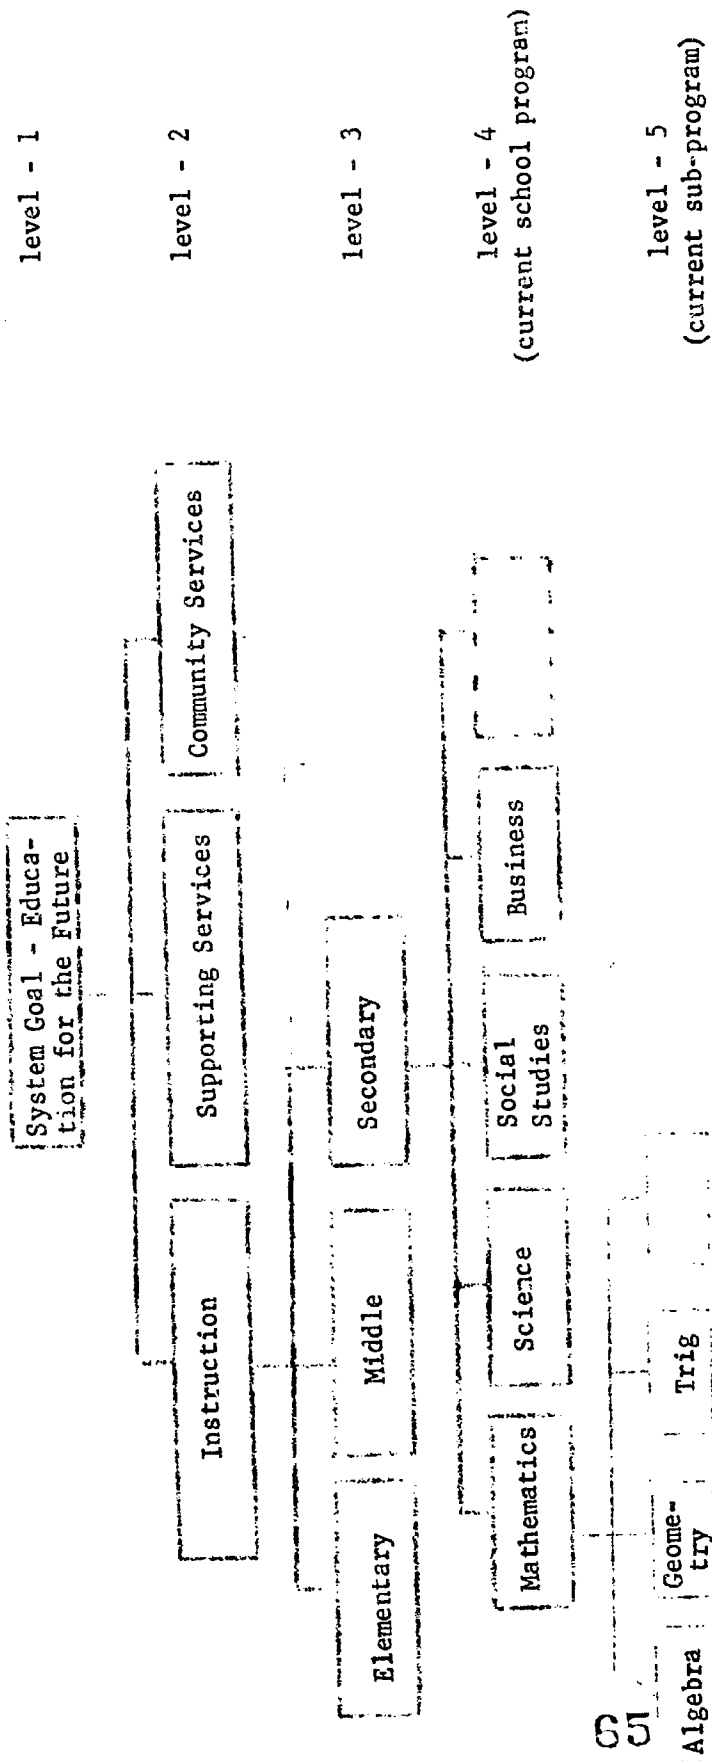 System Goal - Educa-
tion for the Future
level - 1
Instruction
Supporting Services
Community Services
level - 2
Elementary
Middle
Secondary
level - 3
Mathematics
Science
Social
Studies
Business
level - 4
(current school program)
Algebra
Geome-
try
Trig
level - 5
(current sub-program)
65